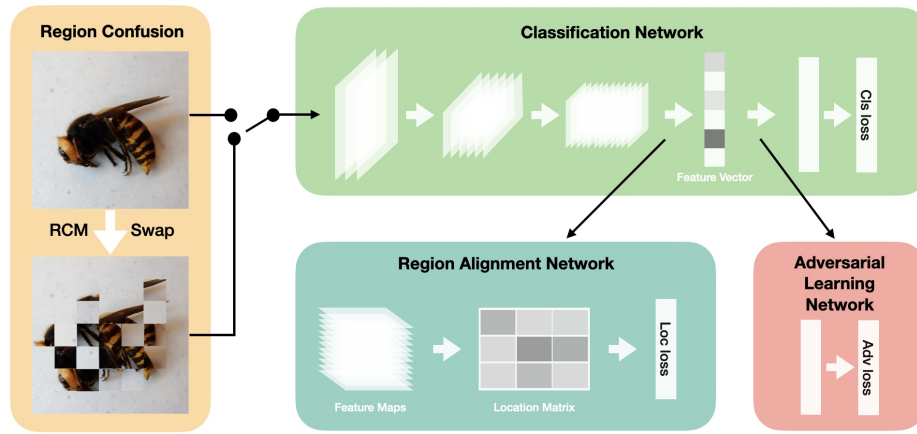 Region Confusion
RCM Swap
Classification Network
Feature Vector
Cls loss
Region Alignment Network
Feature Maps
Location Matrix
Loc loss
Adversarial
Learning
Network
Adv loss